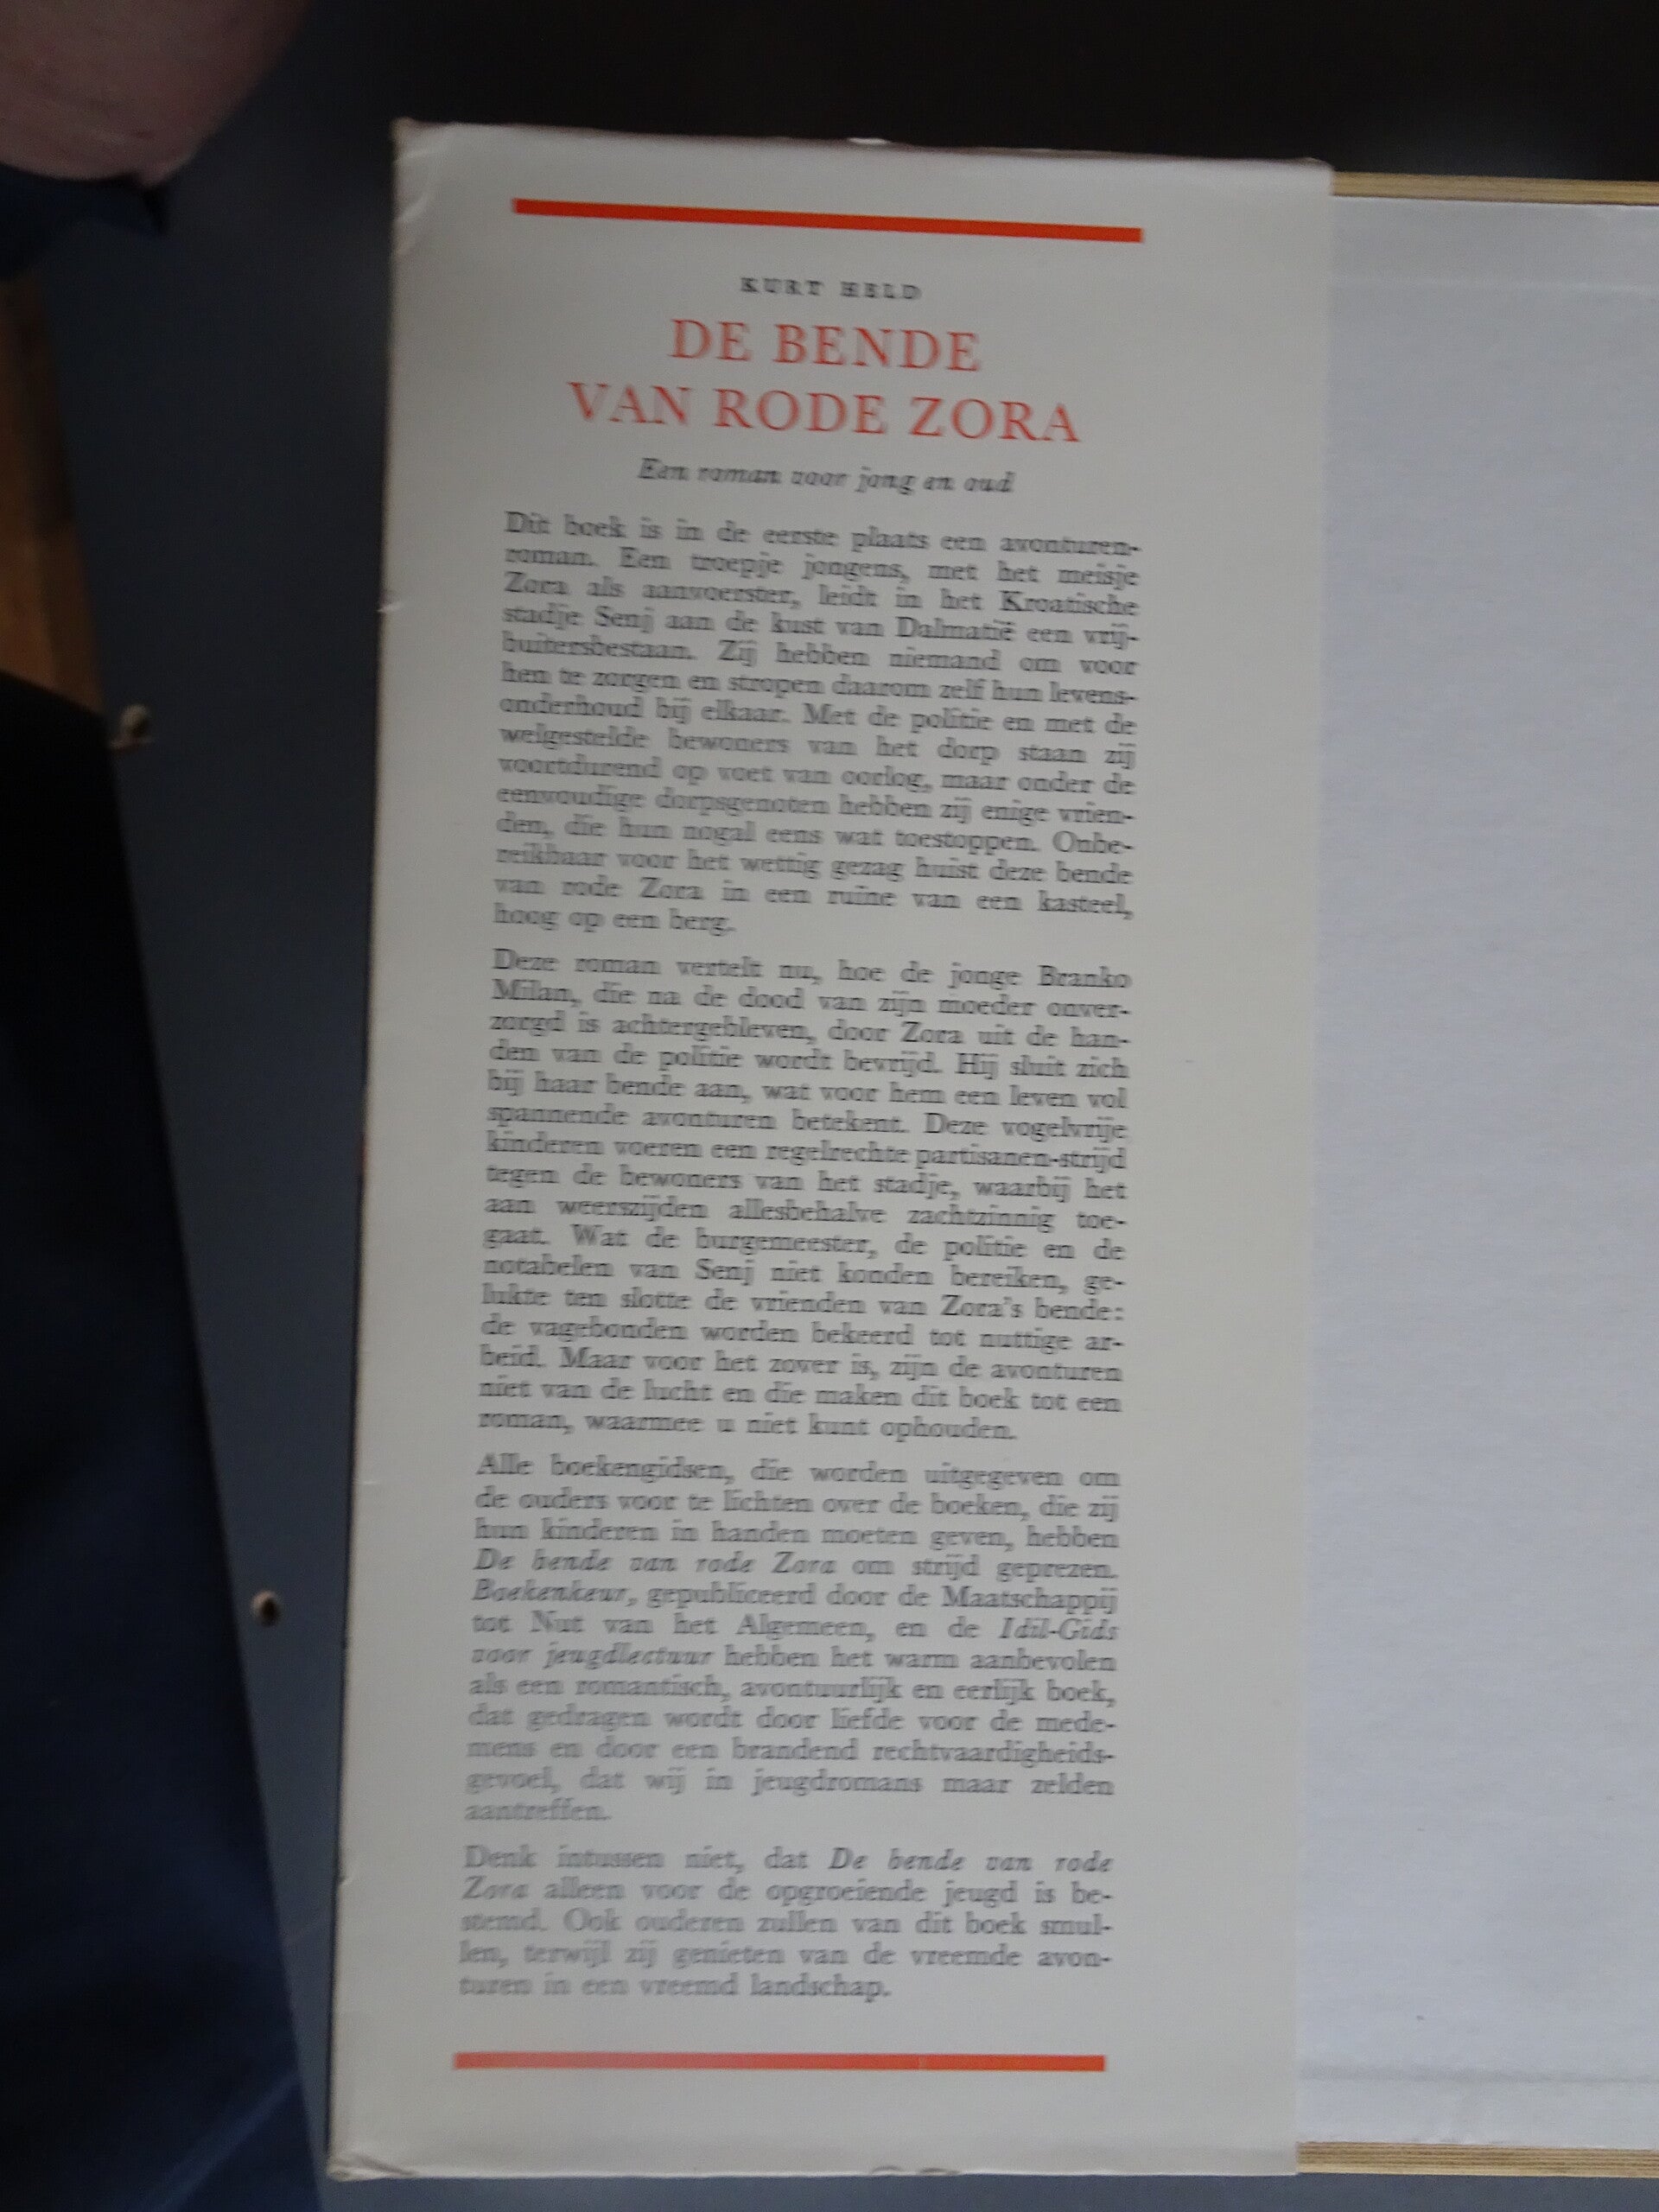 KURT HELD
DE BENDE
VAN RODE ZORA
Een roman voor jong en oud
Dit boek is in de eerste plaats een avonturen-
roman. Een troepje jongens, met het meisje
Zora als aanvoerster, leidt in het Kroatische
stadje Senj aan de kust van Dalmatië een vrij-
buitersbestaan. Zij hebben niemand om voor
hen te zorgen en stropen daarom zelf hun levens-
onderhoud bij elkaar. Met de politie en met de
welgestelde bewoners van het dorp staan zij
voortdurend op voet van oorlog, maar onder de
eenvoudige dorpsgenoten hebben zij enige vrien-
den, die hun nogal eens wat toestoppen. Onbe-
reikbaar voor het wettig gezag huist deze bende
van rode Zora in een ruïne van een kasteel,
hoog op een berg.
Deze roman vertelt nu, hoe de jonge Branko
Milan, die na de dood van zijn moeder onver-
zorgd is achtergebleven, door Zora uit de han-
den van de politie wordt bevrijd. Hij sluit zich
bij haar bende aan, wat voor hem een leven vol
spannende avonturen betekent. Deze vogelvrije
kinderen voeren een regelrechte partisanen-strijd
tegen de bewoners van het stadje, waarbij het
aan weerszijden allesbehalve zachtzinnig toe-
gaat. Wat de burgemeester, de politie en de
notabelen van Senj niet konden bereiken, ge-
lukte ten slotte de vrienden van Zora's bende:
de vagebonden worden bekeerd tot nuttige ar-
beid. Maar voor het zover is, zijn de avonturen
niet van de lucht en die maken dit boek tot een
roman, waarmee u niet kunt ophouden.
Alle boekengidsen, die worden uitgegeven om
de ouders voor te lichten over de boeken, die zij
hun kinderen in handen moeten geven, hebben
De bende van rode Zora om strijd geprezen.
Boekenkeur, gepubliceerd door de Maatschappij
tot Nut van het Algemeen, en de Idil-Gids
voor jeugdlectuur hebben het warm aanbevolen
als een romantisch, avontuurlijk en eerlijk boek,
dat gedragen wordt door liefde voor de mede-
mens en door een brandend rechtvaardigheids-
gevoel, dat wij in jeugdromans maar zelden
aantreffen.
Denk intussen niet, dat De bende van rode
Zora alleen voor de opgroeiende jeugd is be-
stemd. Ook ouderen zullen van dit boek smul-
len, terwijl zij genieten van de vreemde avon-
turen in een vreemd landschap.